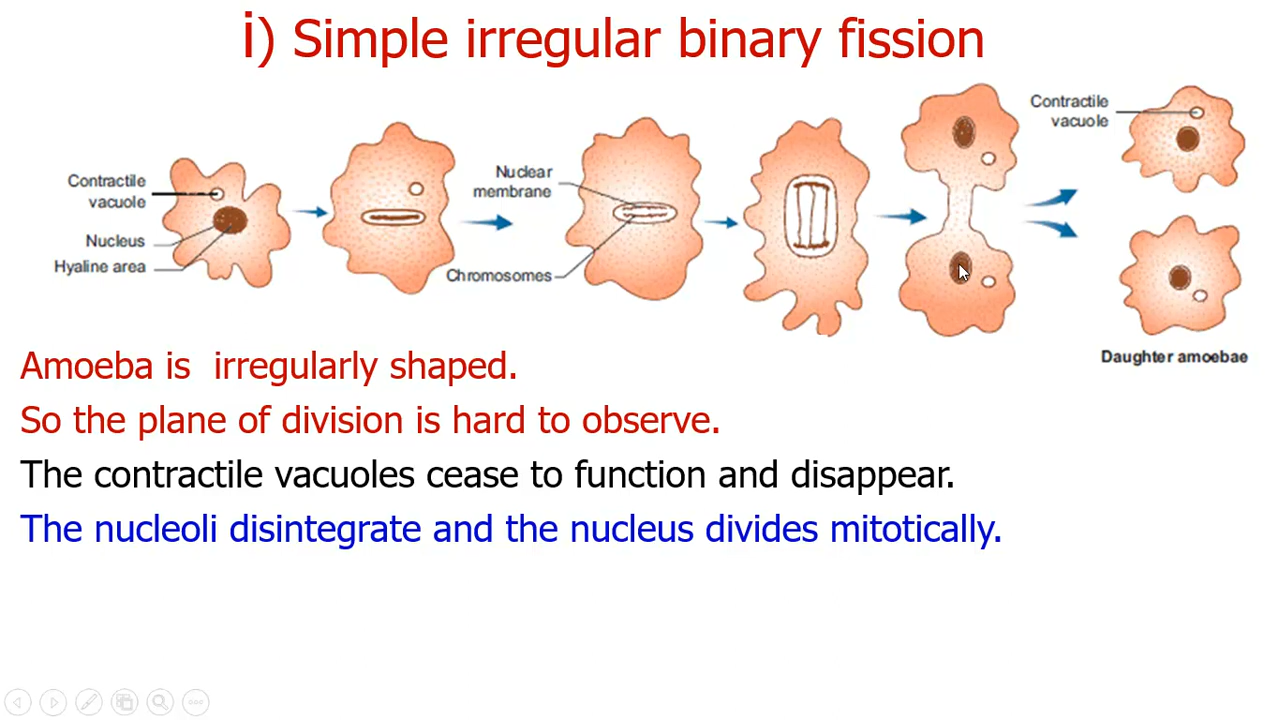 i) Simple irregular binary fission
Contractile
vacuole
Nucleus
Hyaline area
Nuclear
membrane
Chromosomes
Contractile
vacuole
Daughter amoebae
Amoeba is  irregularly shaped.
So the plane of division is hard to observe.
The contractile vacuoles cease to function and disappear.
The nucleoli disintegrate and the nucleus divides mitotically.